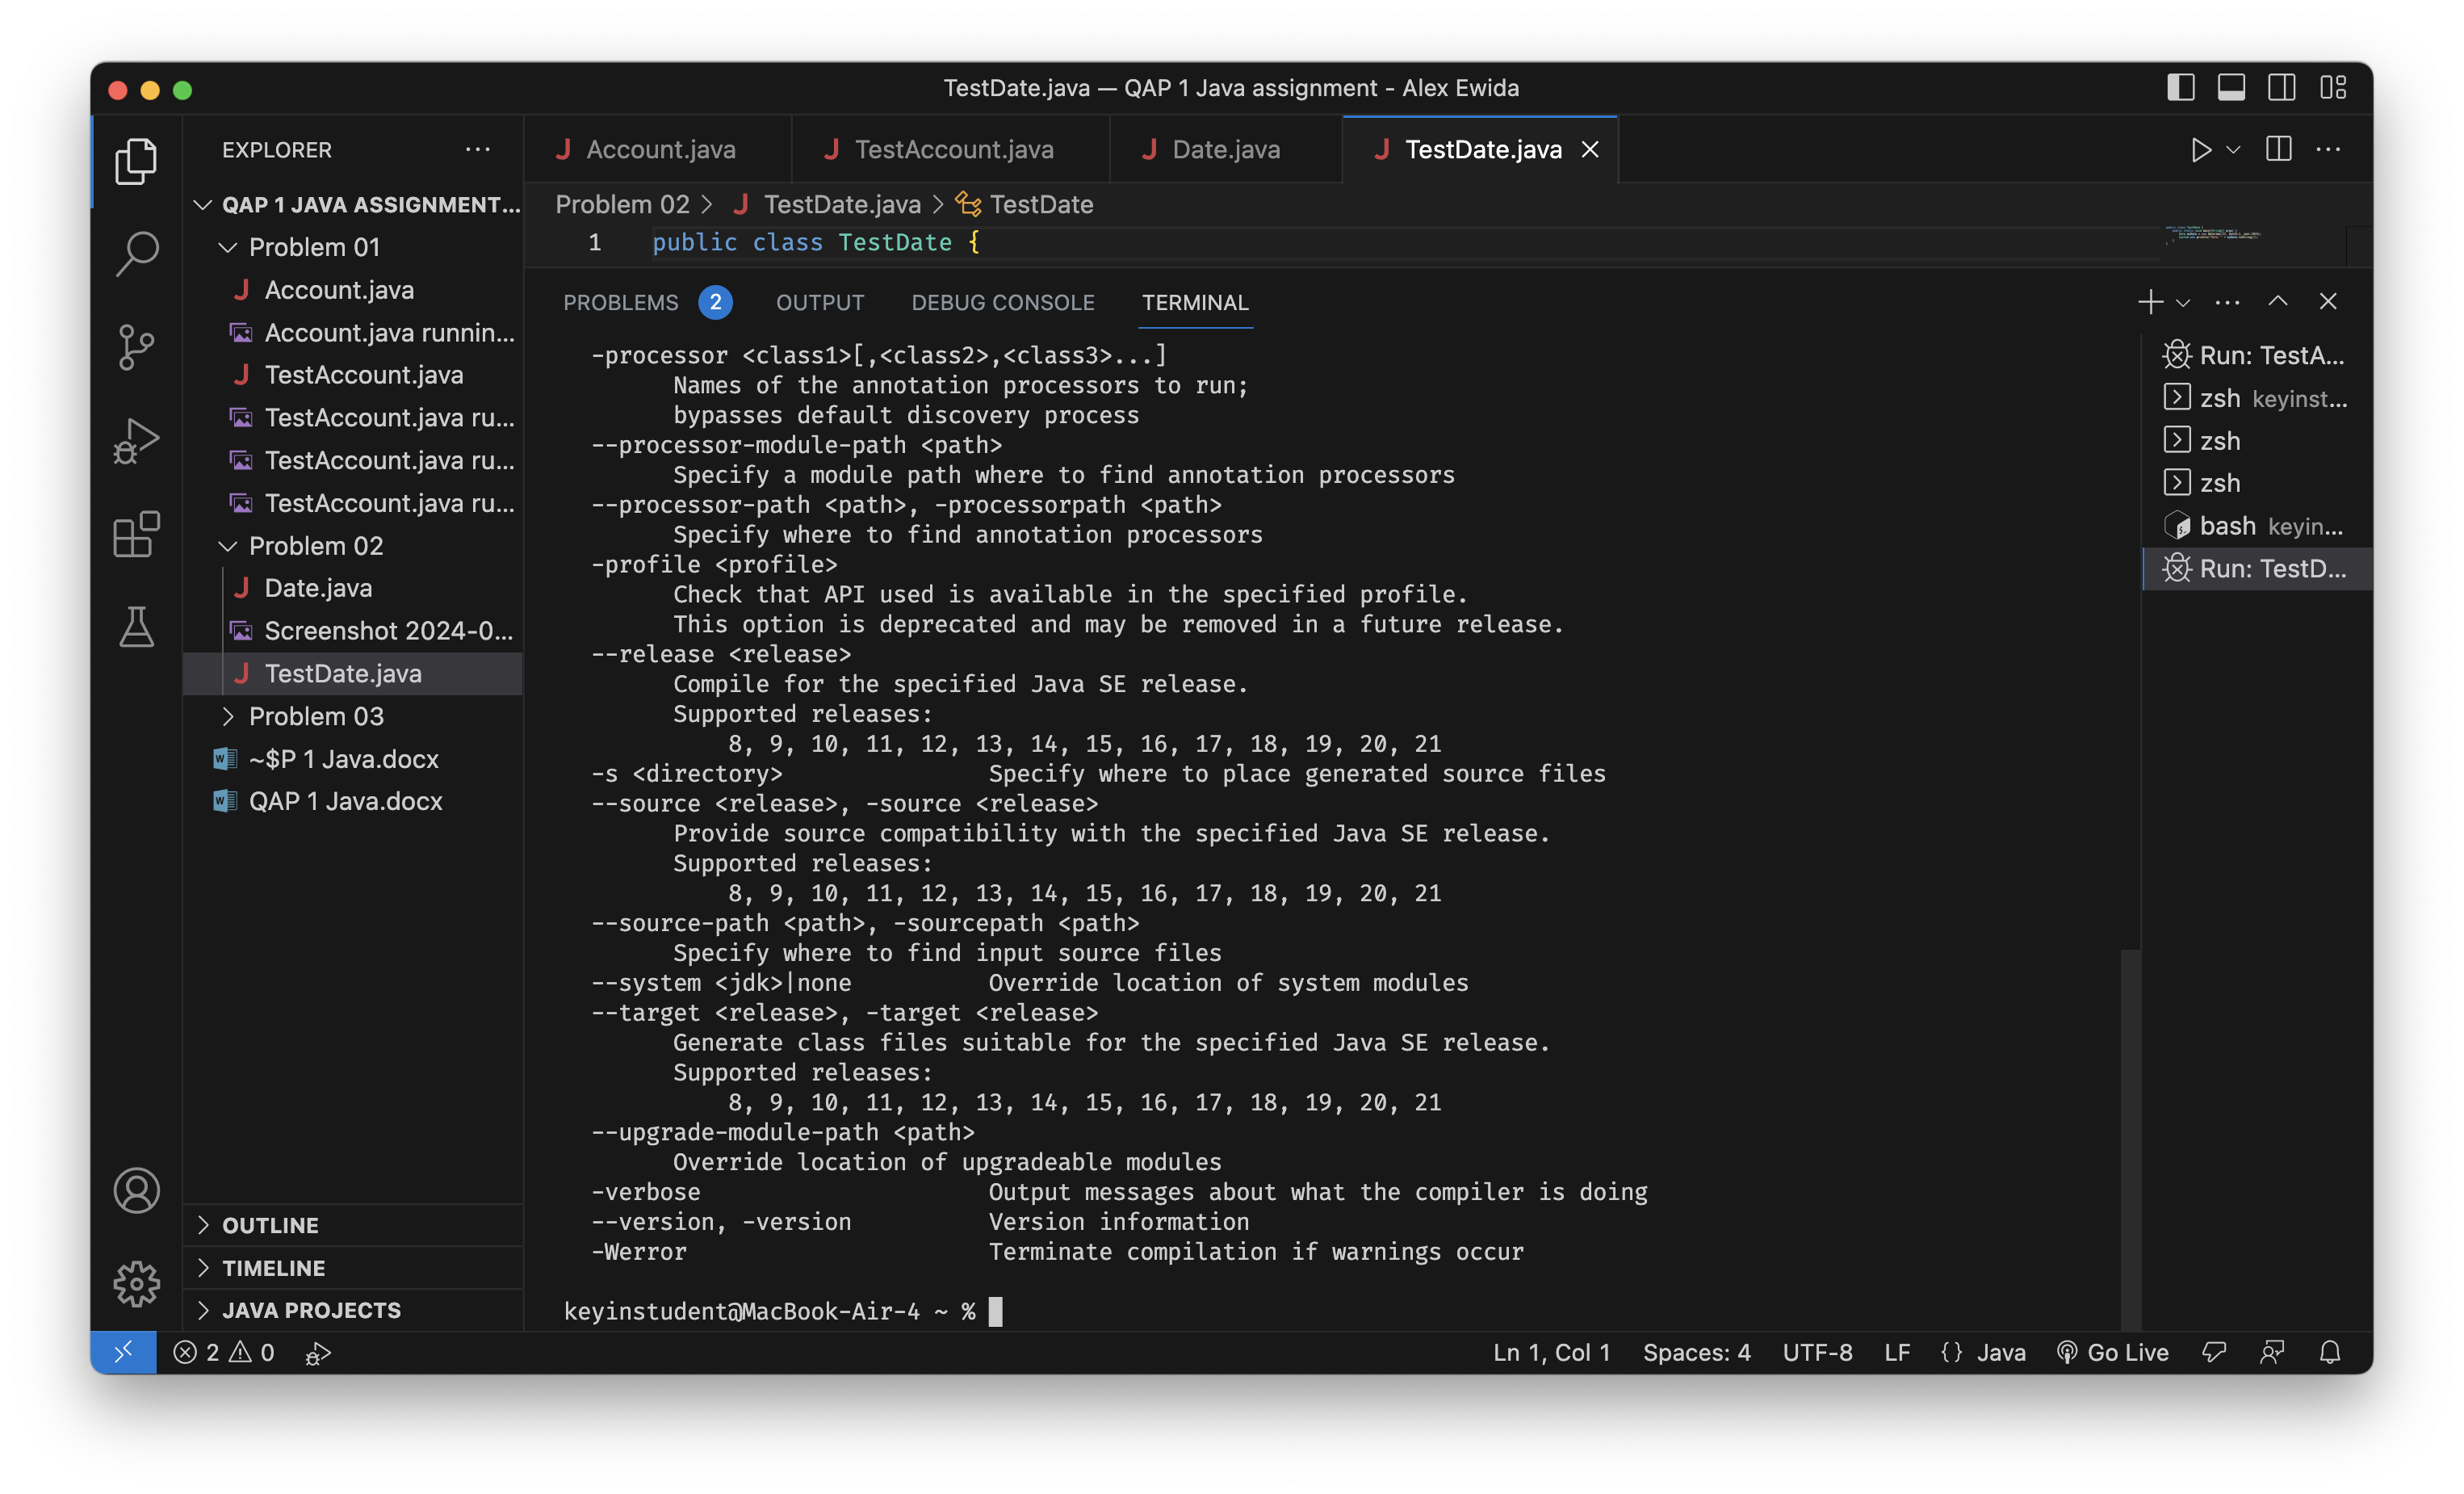 TestDate.java — QAP 1 Java assignment - Alex Ewida
EXPLORER
QAP 1 JAVA ASSIGNMENT...
Problem 01
Account.java
Account.java runnin...
TestAccount.java
TestAccount.java ru...
TestAccount.java ru...
TestAccount.java ru...
Problem 02
Date.java
Screenshot 2024-0...
TestDate.java
Problem 03
~$P 1 Java.docx
QAP 1 Java.docx
OUTLINE
TIMELINE
JAVA PROJECTS
Account.java
TestAccount.java
Date.java
TestDate.java
Problem 02 > TestDate.java > TestDate
1 public class TestDate {
PROBLEMS 2 OUTPUT DEBUG CONSOLE TERMINAL
-processor <class1>[,<class2>,<class3>...]
Names of the annotation processors to run;
bypasses default discovery process
--processor-module-path <path>
Specify a module path where to find annotation processors
--processor-path <path>, -processorpath <path>
Specify where to find annotation processors
-profile <profile>
Check that API used is available in the specified profile.
This option is deprecated and may be removed in a future release.
--release <release>
Compile for the specified Java SE release.
Supported releases:
8, 9, 10, 11, 12, 13, 14, 15, 16, 17, 18, 19, 20, 21
-s <directory> Specify where to place generated source files
--source <release>, -source <release>
Provide source compatibility with the specified Java SE release.
Supported releases:
8, 9, 10, 11, 12, 13, 14, 15, 16, 17, 18, 19, 20, 21
--source-path <path>, -sourcepath <path>
Specify where to find input source files
--system <jdk>|none Override location of system modules
--target <release>, -target <release>
Generate class files suitable for the specified Java SE release.
Supported releases:
8, 9, 10, 11, 12, 13, 14, 15, 16, 17, 18, 19, 20, 21
--upgrade-module-path <path>
Override location of upgradeable modules
-verbose Output messages about what the compiler is doing
--version, -version Version information
-Werror Terminate compilation if warnings occur
keyinstudent@MacBook-Air-4 ~ %
Run: TestA...
zsh keyinst...
zsh
zsh
bash keyin...
Run: TestD...
2 0
Ln 1, Col 1 Spaces: 4 UTF-8 LF {} Java Go Live